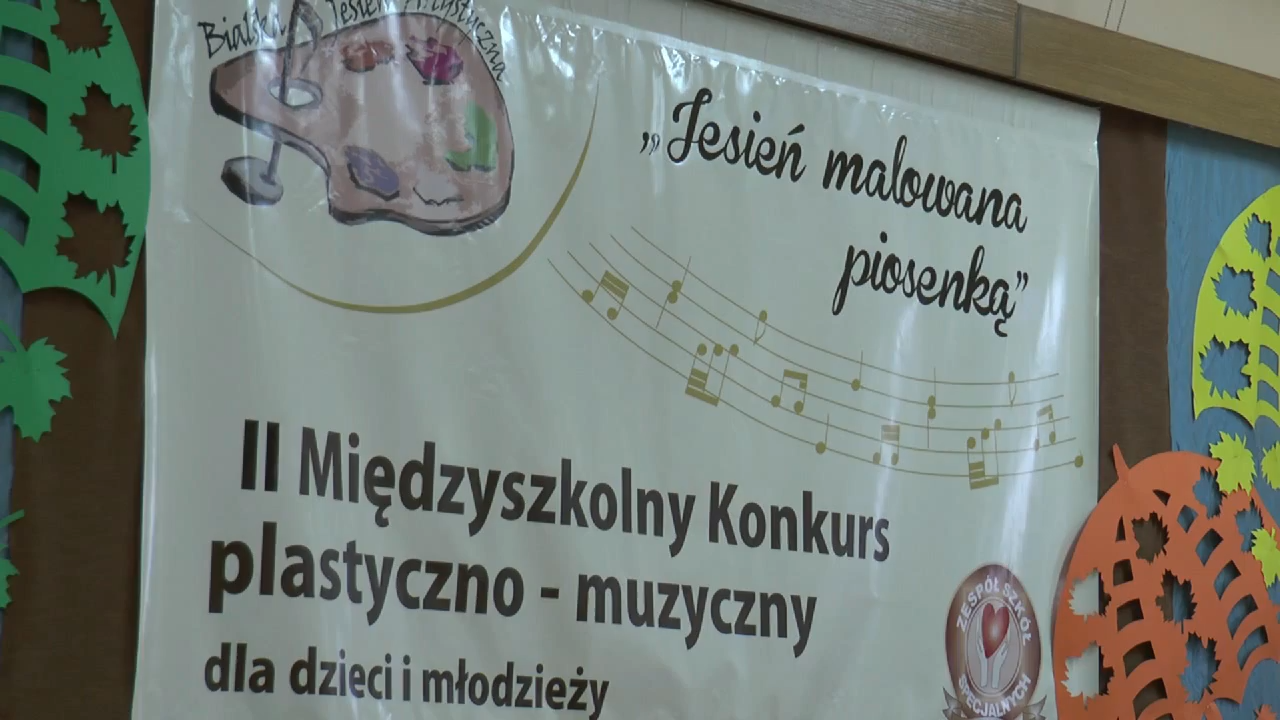 Bialska Jesień Artystyczna
„Jesień malowana
piosenką”
II Międzyszkolny Konkurs
plastyczno - muzyczny
dla dzieci i młodzieży
ZESPÓŁ SZKÓŁ
SPECJALNYCH